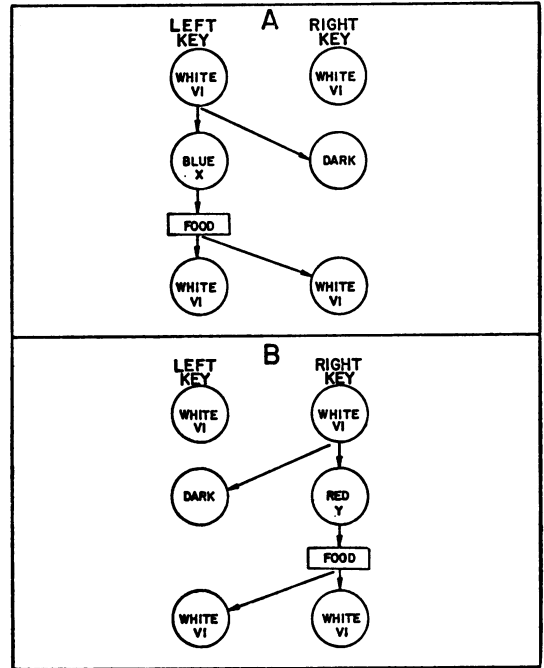 A
LEFT KEY RIGHT KEY
WHITE VI WHITE VI
BLUE X DARK
FOOD
WHITE VI WHITE VI
B
LEFT KEY RIGHT KEY
WHITE VI WHITE VI
DARK RED Y
FOOD
WHITE VI WHITE VI